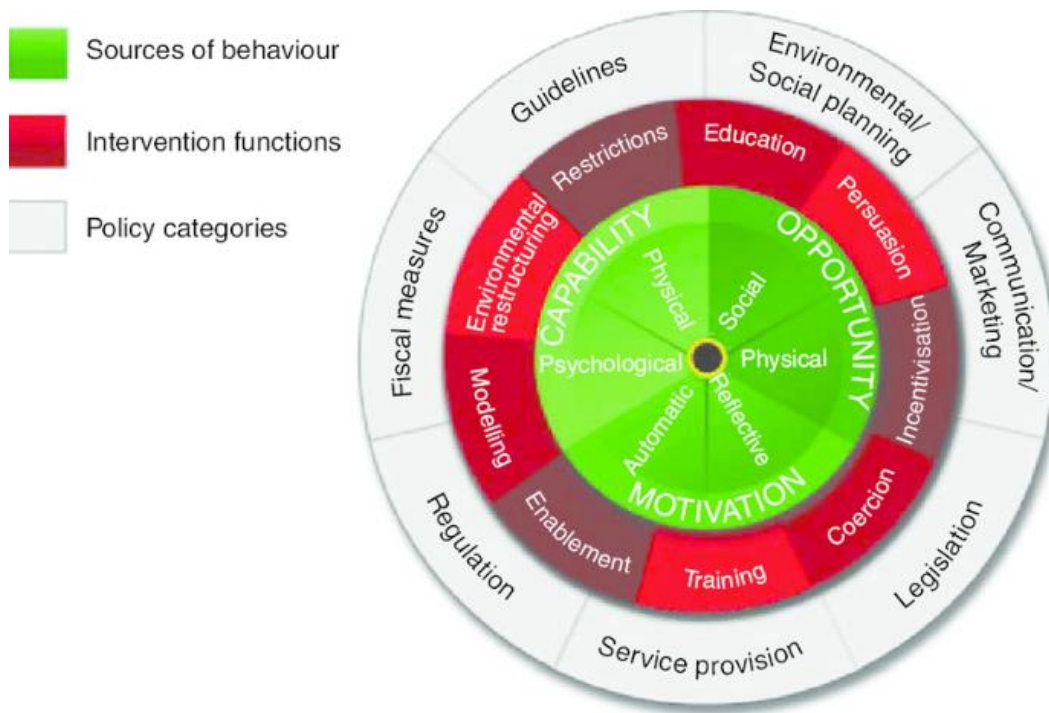 Sources of behaviour
Intervention functions
Policy categories
Guidelines
Environmental/
Social planning
Communication/
Marketing
Legislation
Service provision
Regulation
Fiscal measures
Restrictions
Education
Persuasion
Incentivisation
Coercion
Training
Enablement
Modelling
Environmental
restructuring
CAPABILITY
OPPORTUNITY
MOTIVATION
Physical
Social
Physical
Reflective
Automatic
Psychological